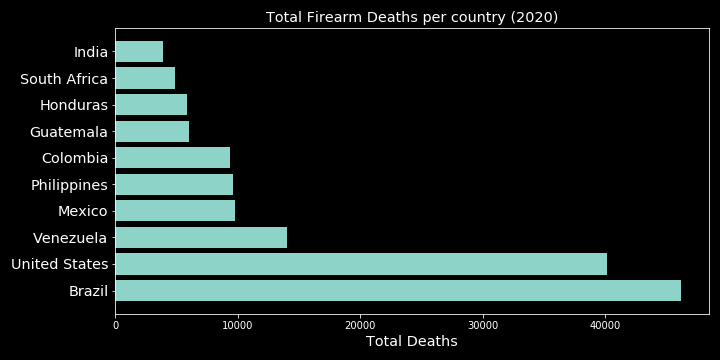 Total Firearm Deaths per country (2020)
India
South Africa
Honduras
Guatemala
Colombia
Philippines
Mexico
Venezuela
United States
Brazil
0 10000 20000 30000 40000
Total Deaths